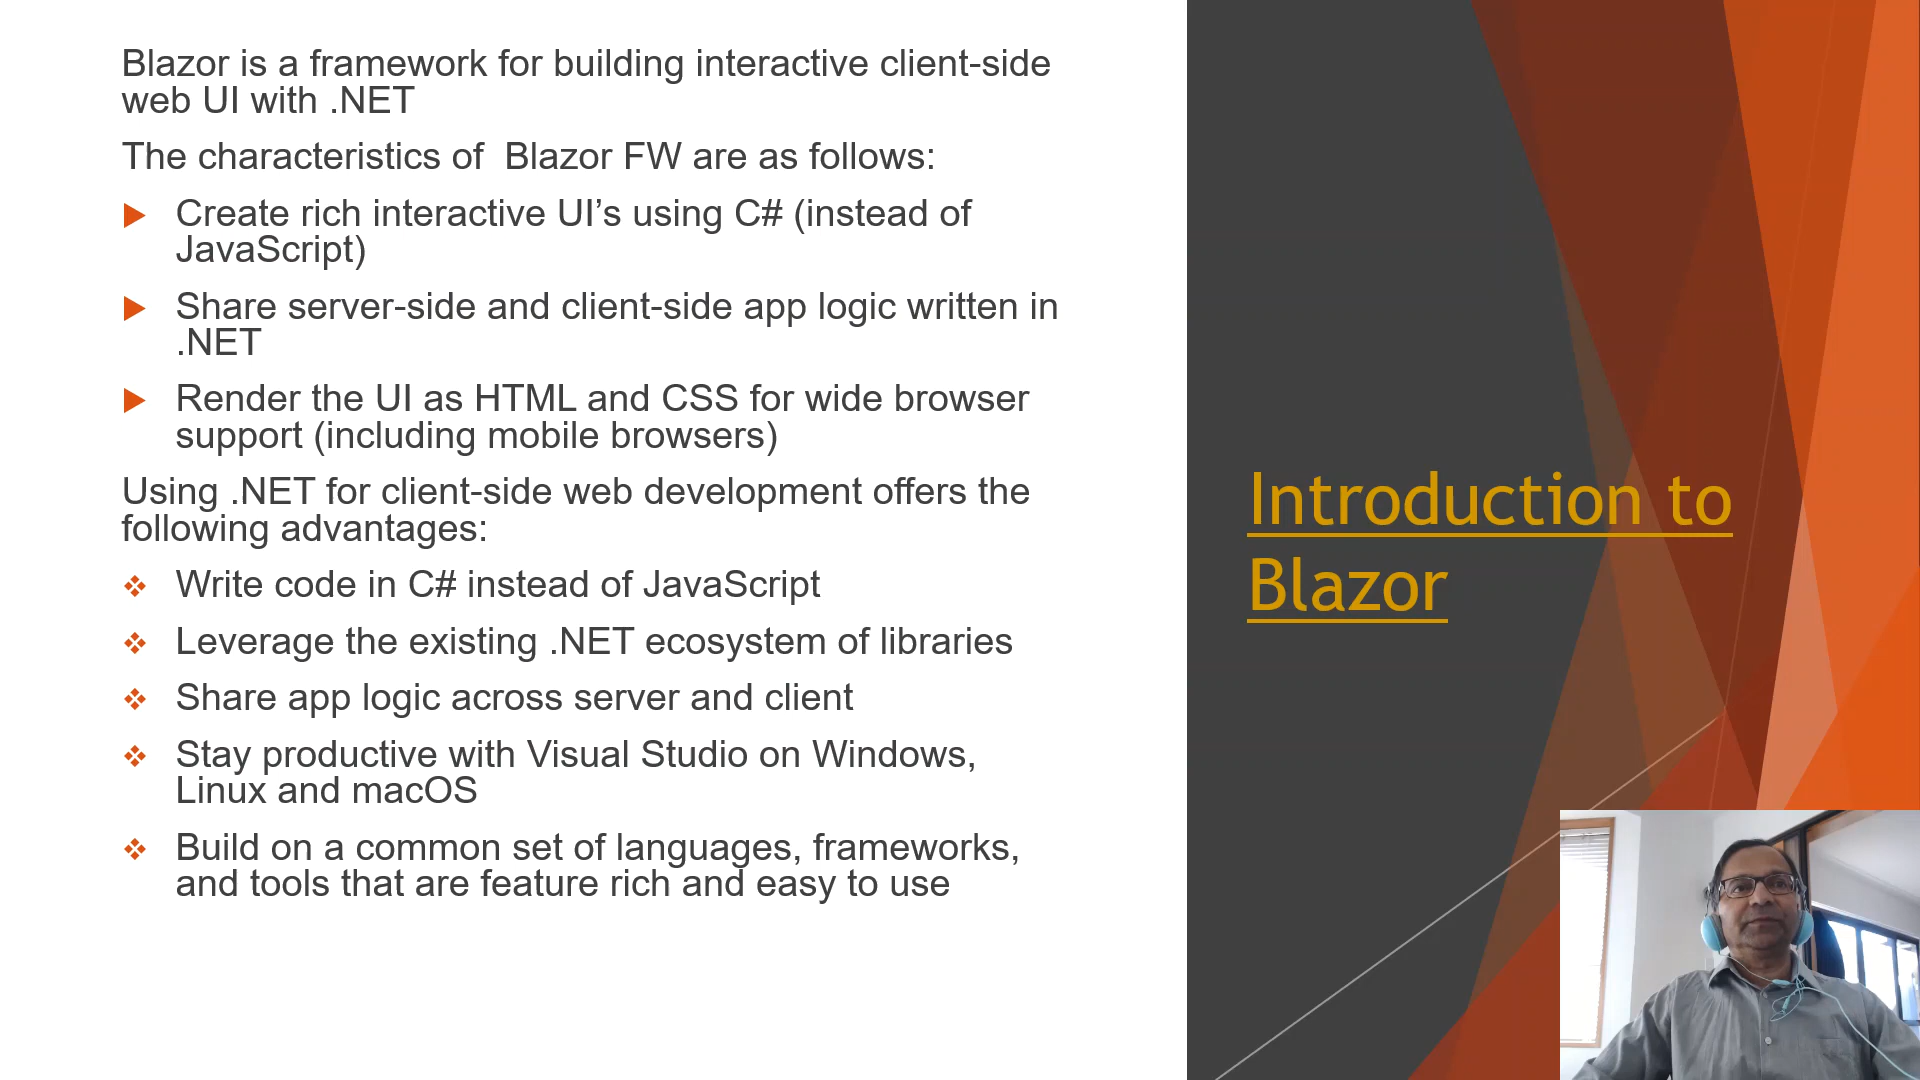 Blazor is a framework for building interactive client-side
web UI with .NET
The characteristics of  Blazor FW are as follows:
Create rich interactive UI’s using C# (instead of
JavaScript)
Share server-side and client-side app logic written in
.NET
Render the UI as HTML and CSS for wide browser
support (including mobile browsers)
Using .NET for client-side web development offers the
following advantages:
Write code in C# instead of JavaScript
Leverage the existing .NET ecosystem of libraries
Share app logic across server and client
Stay productive with Visual Studio on Windows,
Linux and macOS
Build on a common set of languages, frameworks,
and tools that are feature rich and easy to use
Introduction to
Blazor